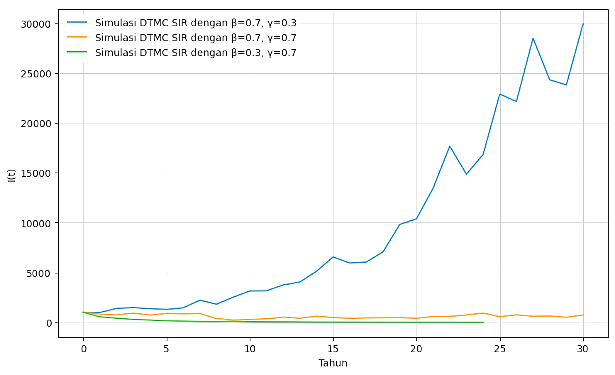 Simulasi DTMC SIR dengan β=0.7, γ=0.3
Simulasi DTMC SIR dengan β=0.7, γ=0.7
Simulasi DTMC SIR dengan β=0.3, γ=0.7
30000
25000
20000
15000
10000
5000
0
I(t)
0 5 10 15 20 25 30
Tahun